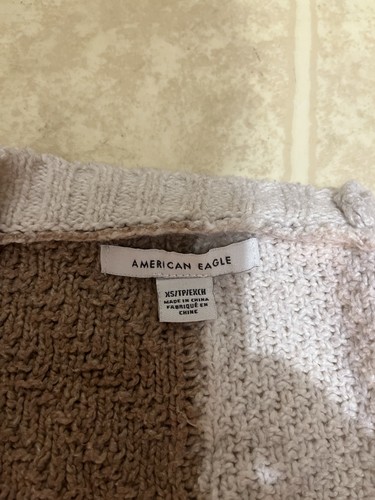 AMERICAN EAGLE
XS/TP/EXCH
MADE IN CHINA
FABRIQUÉ EN
CHINE